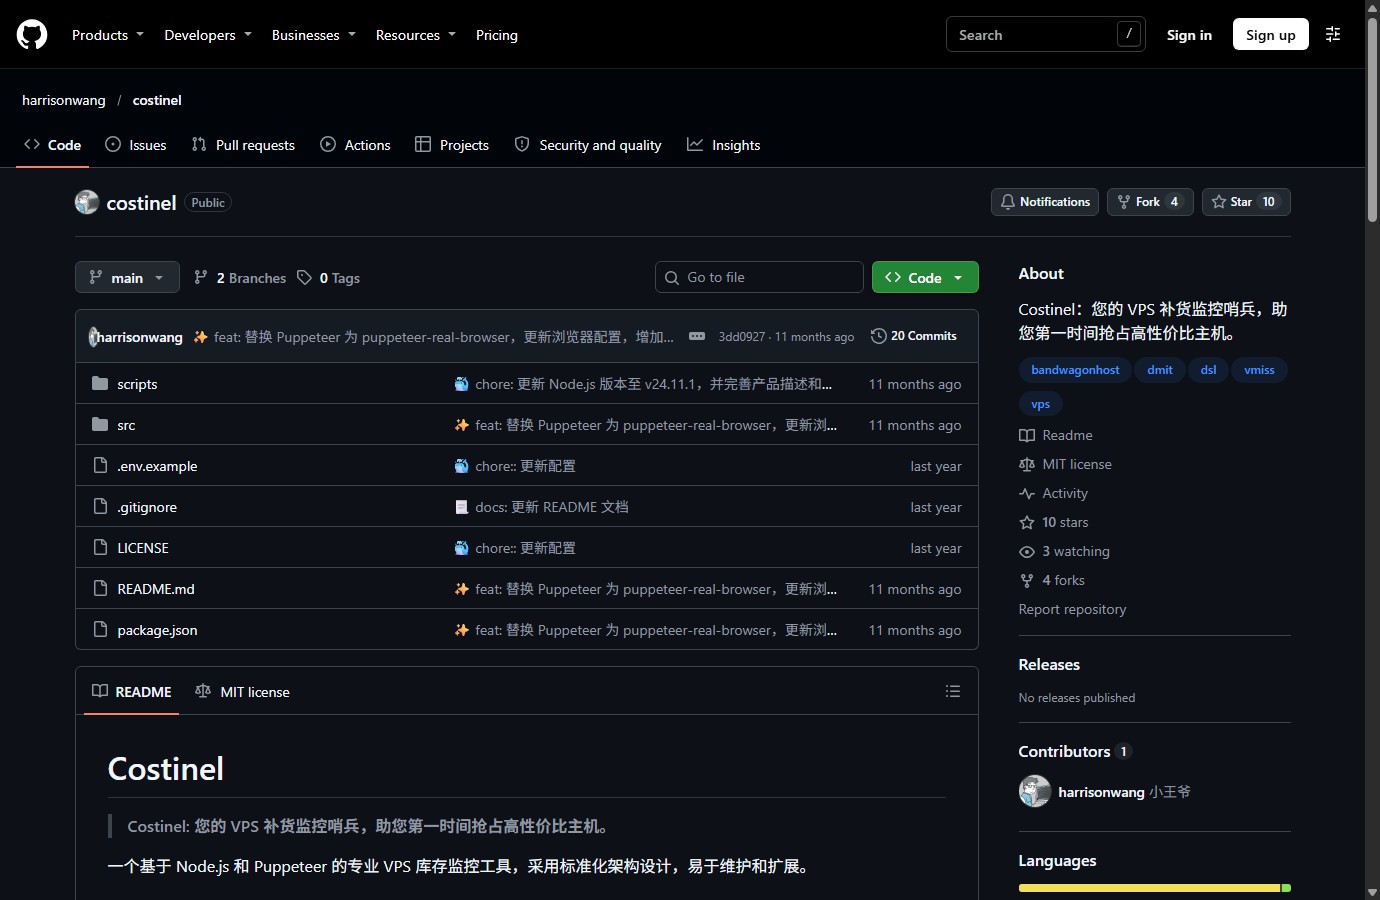 Products Developers Businesses Resources Pricing Search / Sign in Sign up
harrisonwang / costinel
Code Issues Pull requests Actions Projects Security and quality Insights
costinel Public Notifications Fork 4 Star 10
main 2 Branches 0 Tags Go to file Code
harrisonwang ✨ feat: 替换 Puppeteer 为 puppeteer-real-browser，更新浏览器配置，增加... 3dd0927 · 11 months ago 20 Commits
scripts chore: 更新 Node.js 版本至 v24.11.1，并完善产品描述和... 11 months ago
src ✨ feat: 替换 Puppeteer 为 puppeteer-real-browser，更新浏... 11 months ago
.env.example chore:: 更新配置 last year
.gitignore docs: 更新 README 文档 last year
LICENSE chore:: 更新配置 last year
README.md ✨ feat: 替换 Puppeteer 为 puppeteer-real-browser，更新浏... 11 months ago
package.json ✨ feat: 替换 Puppeteer 为 puppeteer-real-browser，更新浏... 11 months ago
README MIT license
Costinel
Costinel: 您的 VPS 补货监控哨兵，助您第一时间抢占高性价比主机。
一个基于 Node.js 和 Puppeteer 的专业 VPS 库存监控工具，采用标准化架构设计，易于维护和扩展。
About
Costinel：您的 VPS 补货监控哨兵，助
您第一时间抢占高性价比主机。
bandwagonhost dmit dsl vmiss
vps
Readme
MIT license
Activity
10 stars
3 watching
4 forks
Report repository
Releases
No releases published
Contributors 1
harrisonwang 小王爷
Languages